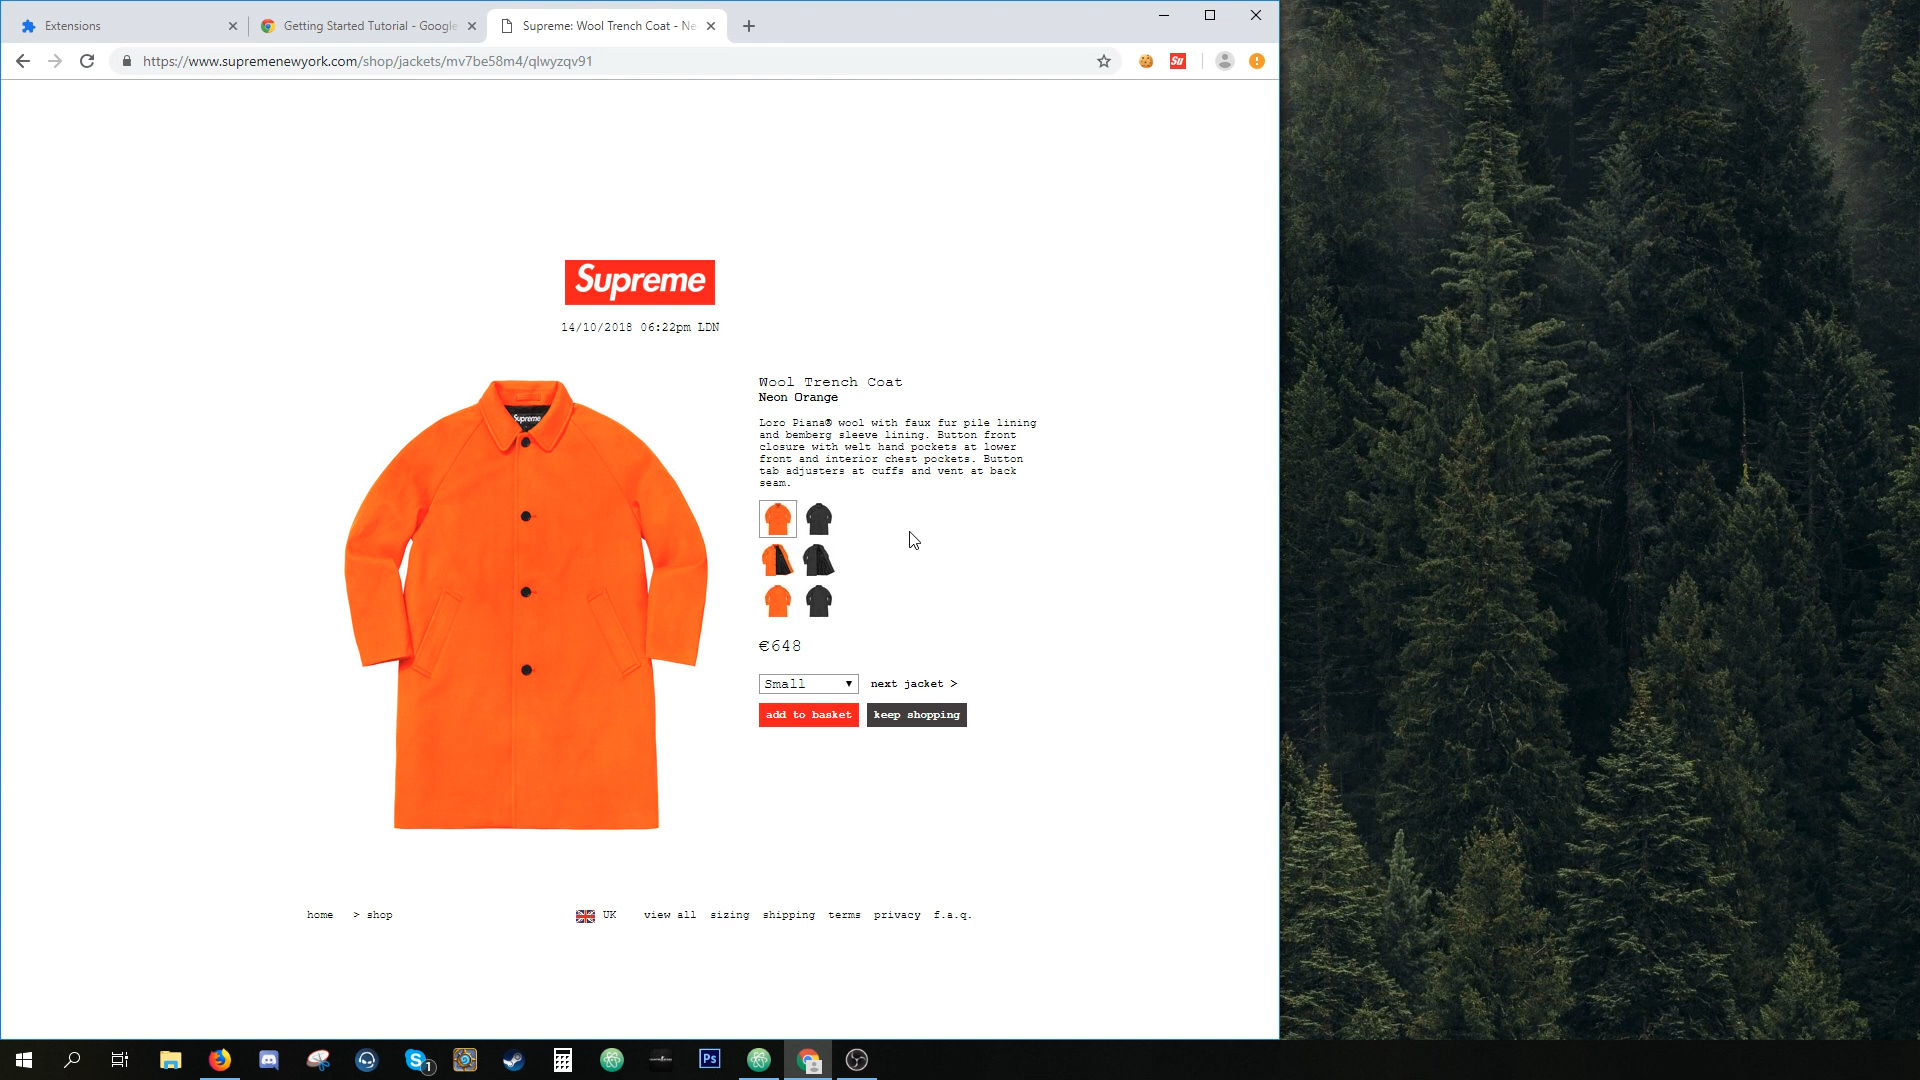 Extensions
Getting Started Tutorial - Google
Supreme: Wool Trench Coat - Ne
https://www.supremenewyork.com/shop/jackets/mv7be58m4/qlwyzqv91
Su
Supreme
14/10/2018 06:22pm LDN
Supreme
Wool Trench Coat
Neon Orange
Loro Piana® wool with faux fur pile lining
and bemberg sleeve lining. Button front
closure with welt hand pockets at lower
front and interior chest pockets. Button
tab adjusters at cuffs and vent at back
seam.
€648
Small
next jacket >
add to basket
keep shopping
home > shop
UK view all sizing shipping terms privacy f.a.q.
1
Ps